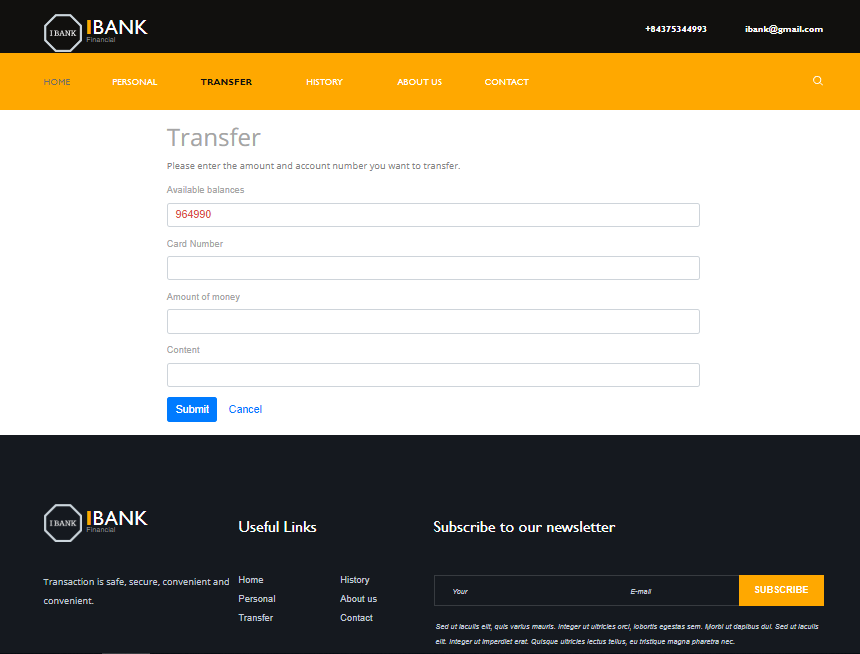 I BANK IBANK
Financial
+84375344993 ibank@gmail.com
HOME PERSONAL TRANSFER HISTORY ABOUT US CONTACT
Transfer
Please enter the amount and account number you want to transfer.
Available balances
964990
Card Number
Amount of money
Content
Submit Cancel
I BANK IBANK
Financial
Useful Links
Subscribe to our newsletter
Transaction is safe, secure, convenient and
convenient.
Home History
Personal About us
Transfer Contact
Your E-mail SUBSCRIBE
Sed ut iaculis elit, quis varius mauris. Integer ut ultricies orci, lobortis egestas sem. Morbi ut dapibus dui. Sed ut iaculis
elit. Integer ut imperdiet erat. Quisque ultricies lectus tellus, eu tristique magna pharetra nec.